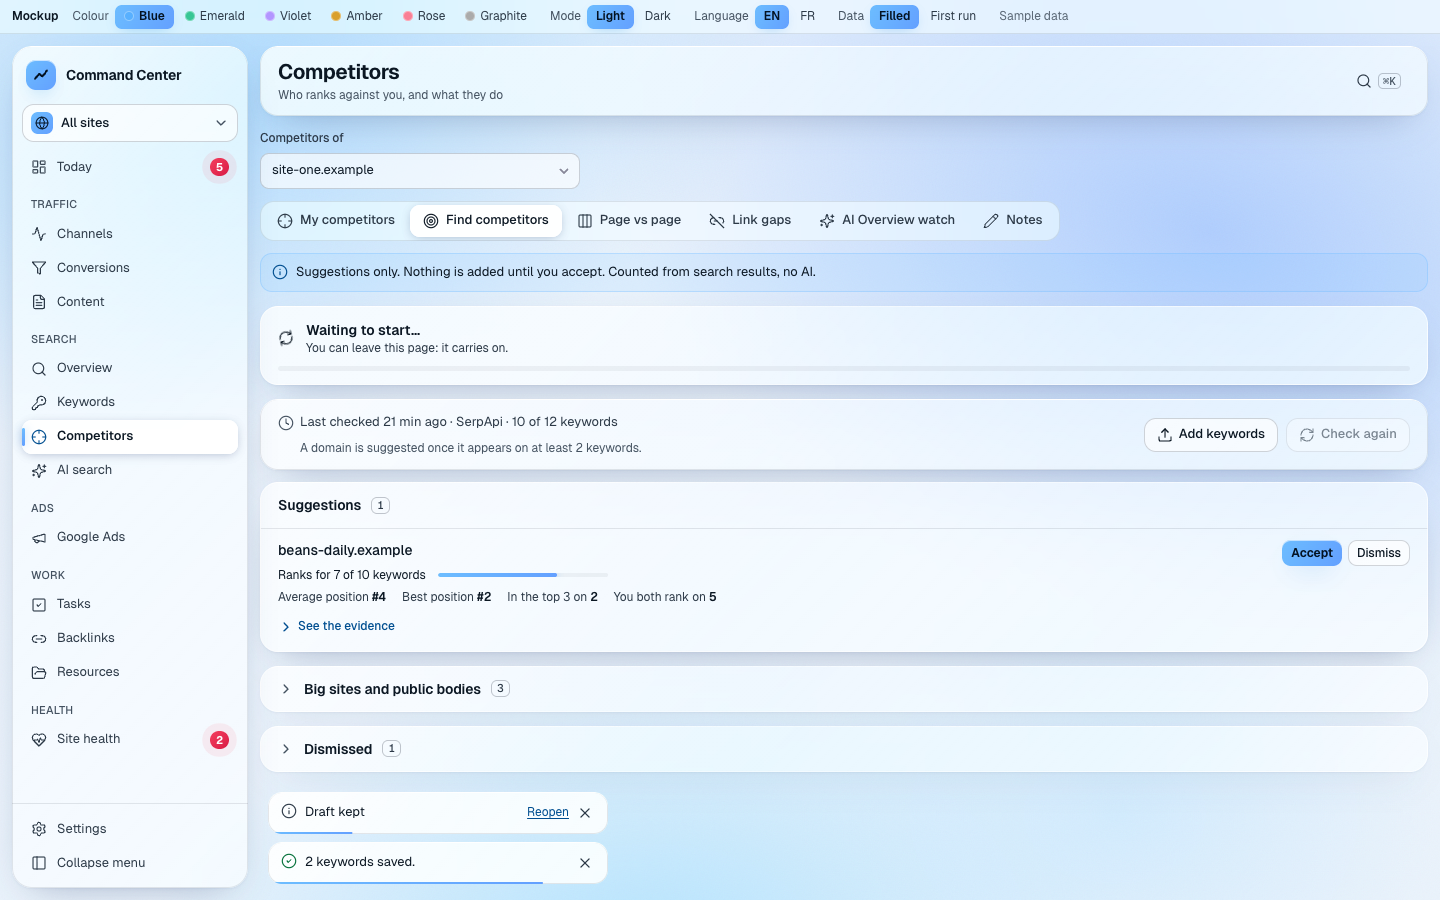 Mockup Colour Blue Emerald Violet Amber Rose Graphite Mode Light Dark Language EN FR Data Filled First run Sample data
Command Center
All sites
Today 5
TRAFFIC
Channels
Conversions
Content
SEARCH
Overview
Keywords
Competitors
AI search
ADS
Google Ads
WORK
Tasks
Backlinks
Resources
HEALTH
Site health 2
Settings
Collapse menu
Competitors
Who ranks against you, and what they do
⌘K
Competitors of
site-one.example
My competitors Find competitors Page vs page Link gaps AI Overview watch Notes
Suggestions only. Nothing is added until you accept. Counted from search results, no AI.
Waiting to start...
You can leave this page: it carries on.
Last checked 21 min ago · SerpApi · 10 of 12 keywords
A domain is suggested once it appears on at least 2 keywords.
Add keywords Check again
Suggestions 1
beans-daily.example
Accept Dismiss
Ranks for 7 of 10 keywords
Average position #4 Best position #2 In the top 3 on 2 You both rank on 5
See the evidence
Big sites and public bodies 3
Dismissed 1
Draft kept Reopen
2 keywords saved.